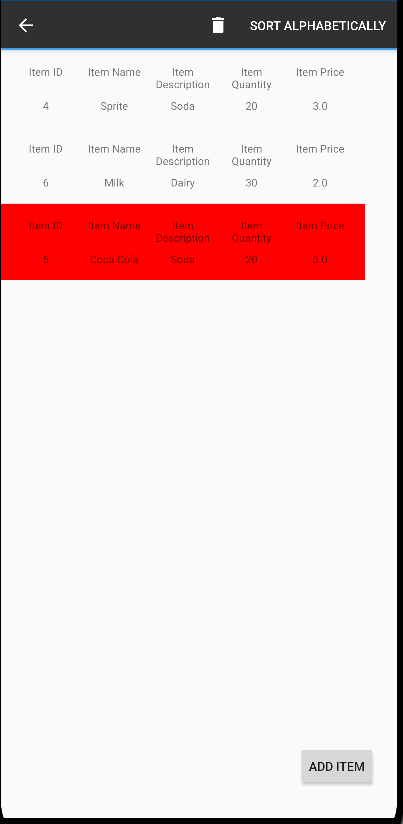 SORT ALPHABETICALLY
Item ID Item Name Item Description Item Quantity Item Price
4 Sprite Soda 20 3.0
Item ID Item Name Item Description Item Quantity Item Price
6 Milk Dairy 30 2.0
Item ID Item Name Item Description Item Quantity Item Price
5 Coca Cola Soda 20 3.0
ADD ITEM